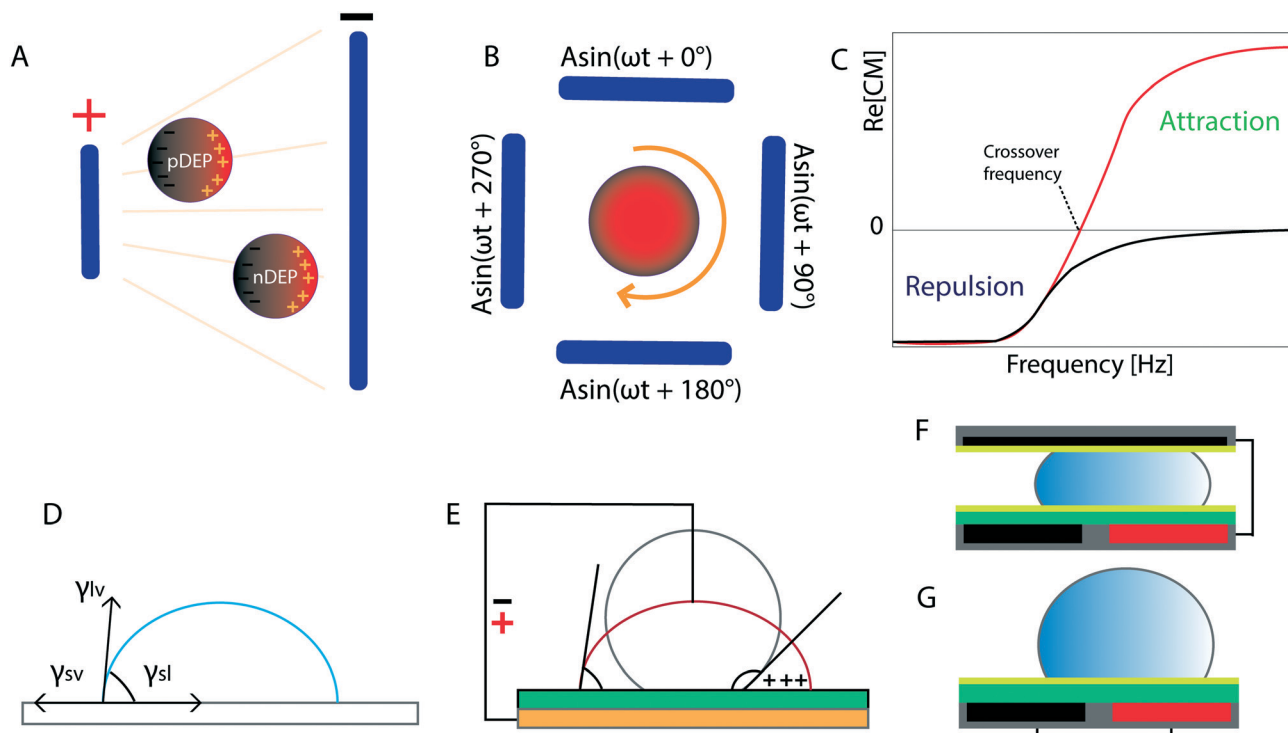 A
−
+
− − − − − −
pDEP
+ + + + + +
− − − − − −
nDEP
+ + + + + +
B
Asin(ωt + 0°)
Asin(ωt + 270°)
Asin(ωt + 90°)
Asin(ωt + 180°)
C
Re[CM]
Attraction
Crossover
frequency
0
Repulsion
Frequency [Hz]
D
γlv
γsv
γsl
E
−
+
+++
F
G